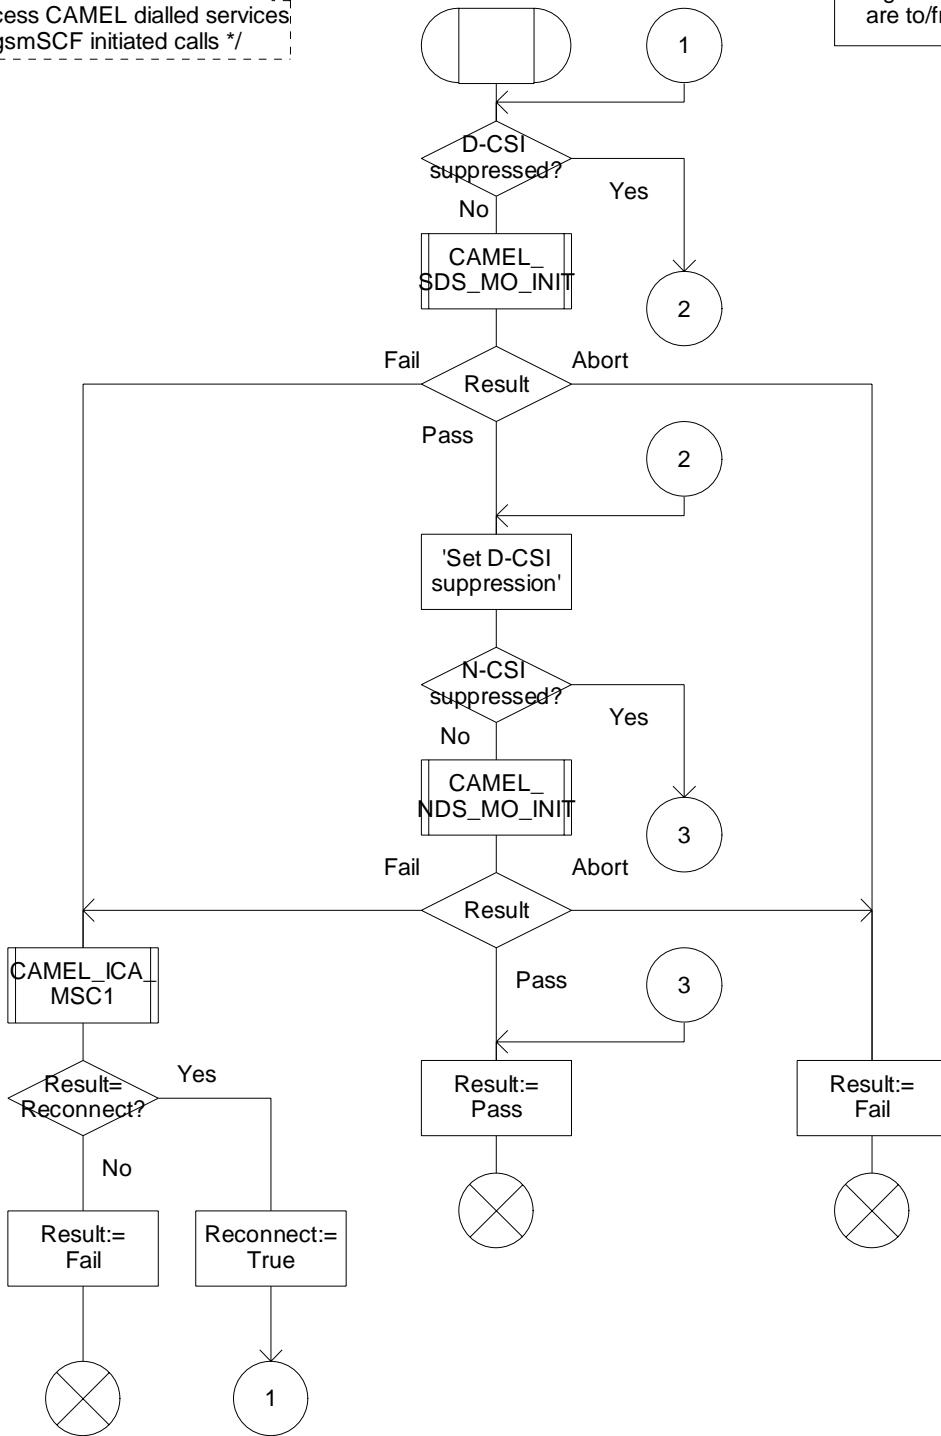 cess CAMEL dialled services
gsmSCF initiated calls */
are to/fr
1
D-CSI
suppressed?
Yes
No
CAMEL_
SDS_MO_INIT
2
Fail
Abort
Result
Pass
2
'Set D-CSI
suppression'
N-CSI
suppressed?
Yes
No
CAMEL_
NDS_MO_INIT
3
Fail
Abort
Result
CAMEL_ICA_
MSC1
Pass
3
Result=
Reconnect?
Yes
Result:=
Pass
Result:=
Fail
No
Result:=
Fail
Reconnect:=
True
1